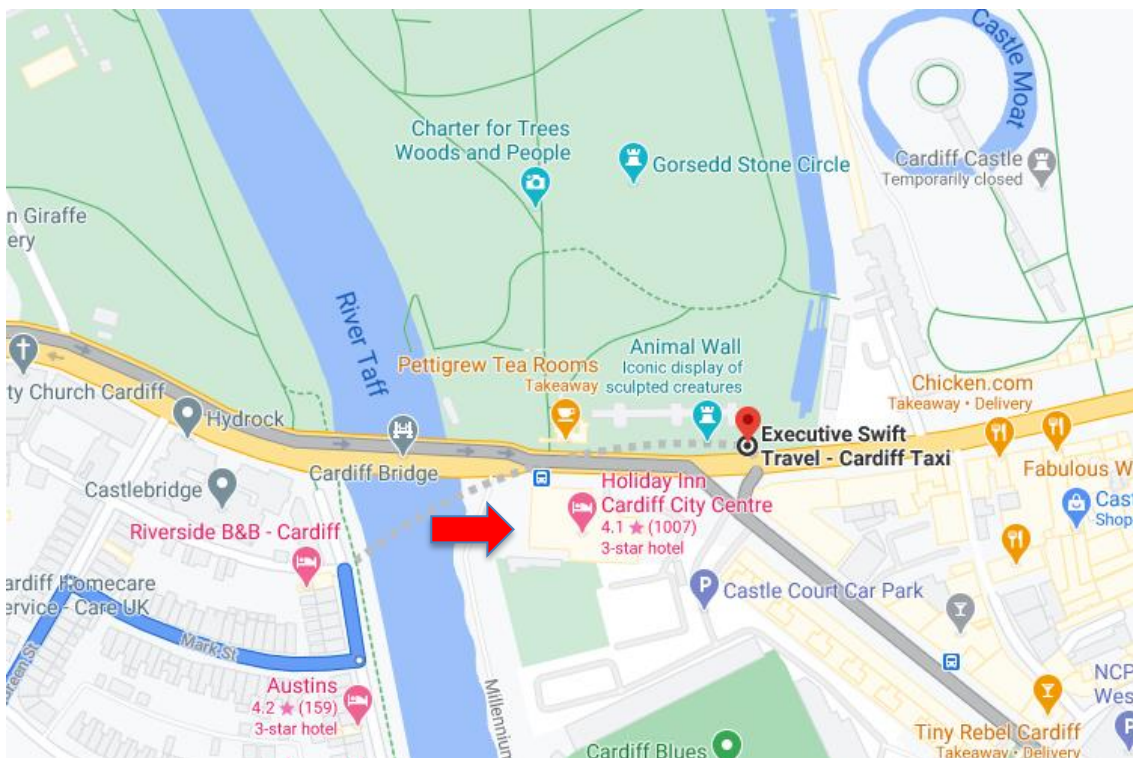 Castle Moat
Charter for Trees
Woods and People
Gorsedd Stone Circle
Cardiff Castle
Temporarily closed
n Giraffe
ery
River Taff
Pettigrew Tea Rooms
Takeaway
Animal Wall
Iconic display of
sculpted creatures
Chicken.com
Takeaway • Delivery
ty Church Cardiff
Hydrock
Cardiff Bridge
Executive Swift
Travel - Cardiff Taxi
Fabulous W
Castlebridge
Holiday Inn
Cardiff City Centre
4.1 ★ (1007)
3-star hotel
Cast
Shop
Riverside B&B - Cardiff
ardiff Homecare
ervice - Care UK
P
Castle Court Car Park
Mark St
Green St
Austins
4.2 ★ (159)
3-star hotel
Millennium
NCP
Wes
P
Tiny Rebel Cardiff
Takeaway • Delivery
Cardiff Blues